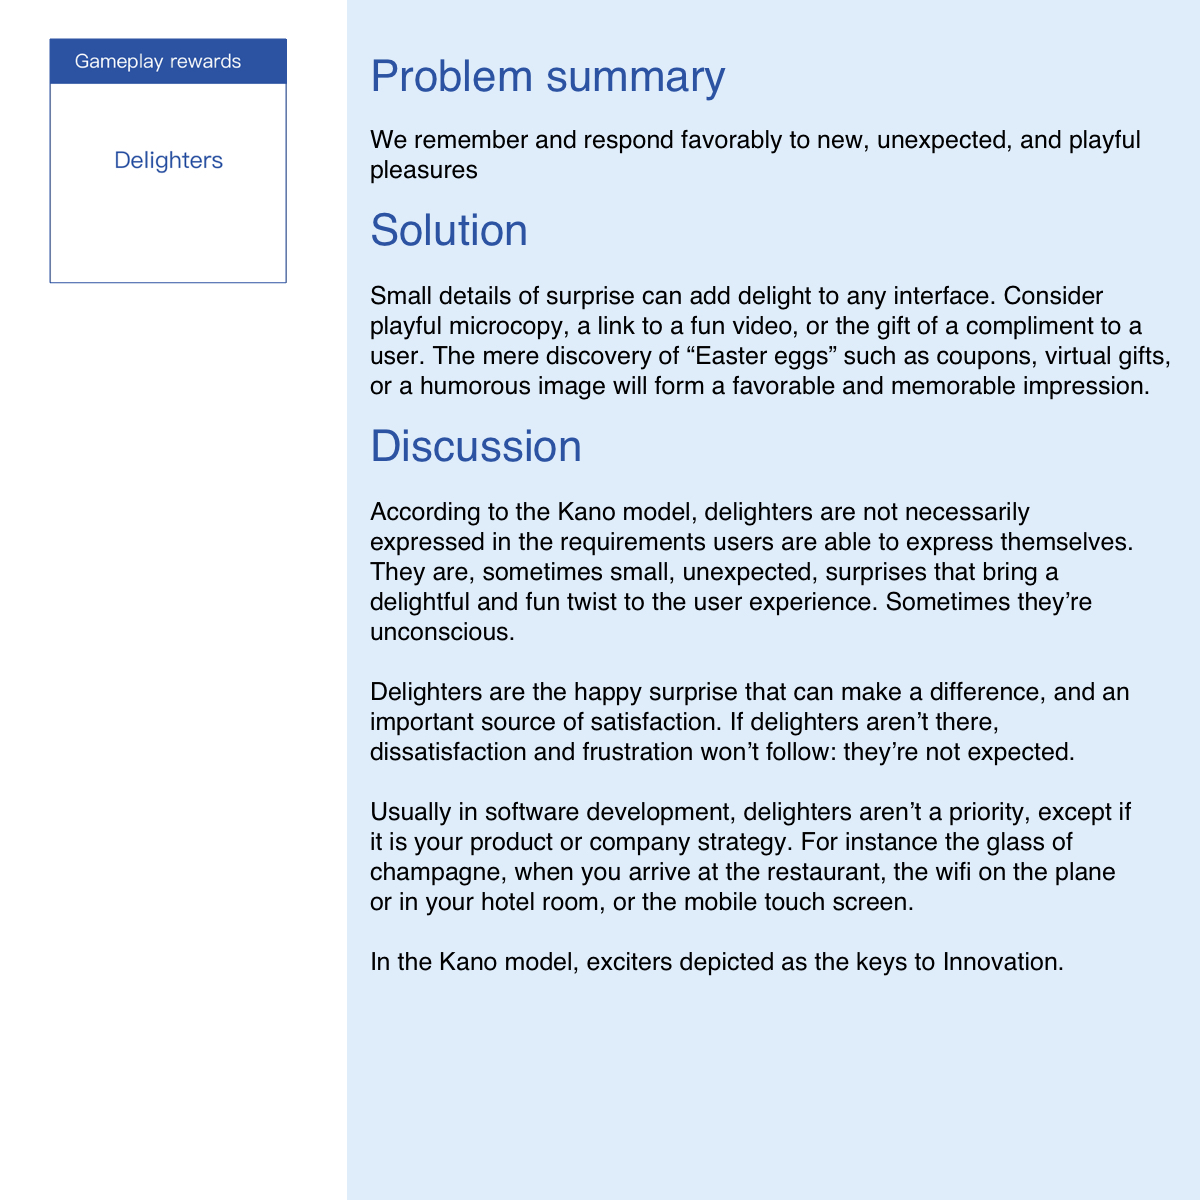 Gameplay rewards
Delighters
Problem summary
We remember and respond favorably to new, unexpected, and playful
pleasures
Solution
Small details of surprise can add delight to any interface. Consider
playful microcopy, a link to a fun video, or the gift of a compliment to a
user. The mere discovery of “Easter eggs” such as coupons, virtual gifts,
or a humorous image will form a favorable and memorable impression.
Discussion
According to the Kano model, delighters are not necessarily
expressed in the requirements users are able to express themselves.
They are, sometimes small, unexpected, surprises that bring a
delightful and fun twist to the user experience. Sometimes they’re
unconscious.
Delighters are the happy surprise that can make a difference, and an
important source of satisfaction. If delighters aren’t there,
dissatisfaction and frustration won’t follow: they’re not expected.
Usually in software development, delighters aren’t a priority, except if
it is your product or company strategy. For instance the glass of
champagne, when you arrive at the restaurant, the wifi on the plane
or in your hotel room, or the mobile touch screen.
In the Kano model, exciters depicted as the keys to Innovation.